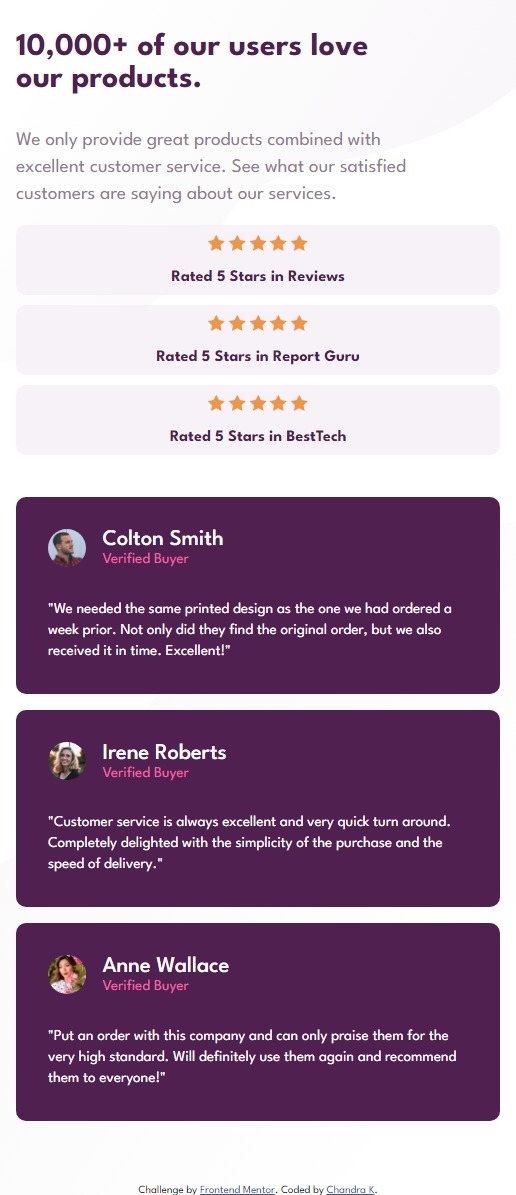 10,000+ of our users love
our products.
We only provide great products combined with
excellent customer service. See what our satisfied
customers are saying about our services.
Rated 5 Stars in Reviews
Rated 5 Stars in Report Guru
Rated 5 Stars in BestTech
Colton Smith
Verified Buyer
"We needed the same printed design as the one we had ordered a
week prior. Not only did they find the original order, but we also
received it in time. Excellent!"
Irene Roberts
Verified Buyer
"Customer service is always excellent and very quick turn around.
Completely delighted with the simplicity of the purchase and the
speed of delivery."
Anne Wallace
Verified Buyer
"Put an order with this company and can only praise them for the
very high standard. Will definitely use them again and recommend
them to everyone!"
Challenge by Frontend Mentor. Coded by Chandra K.